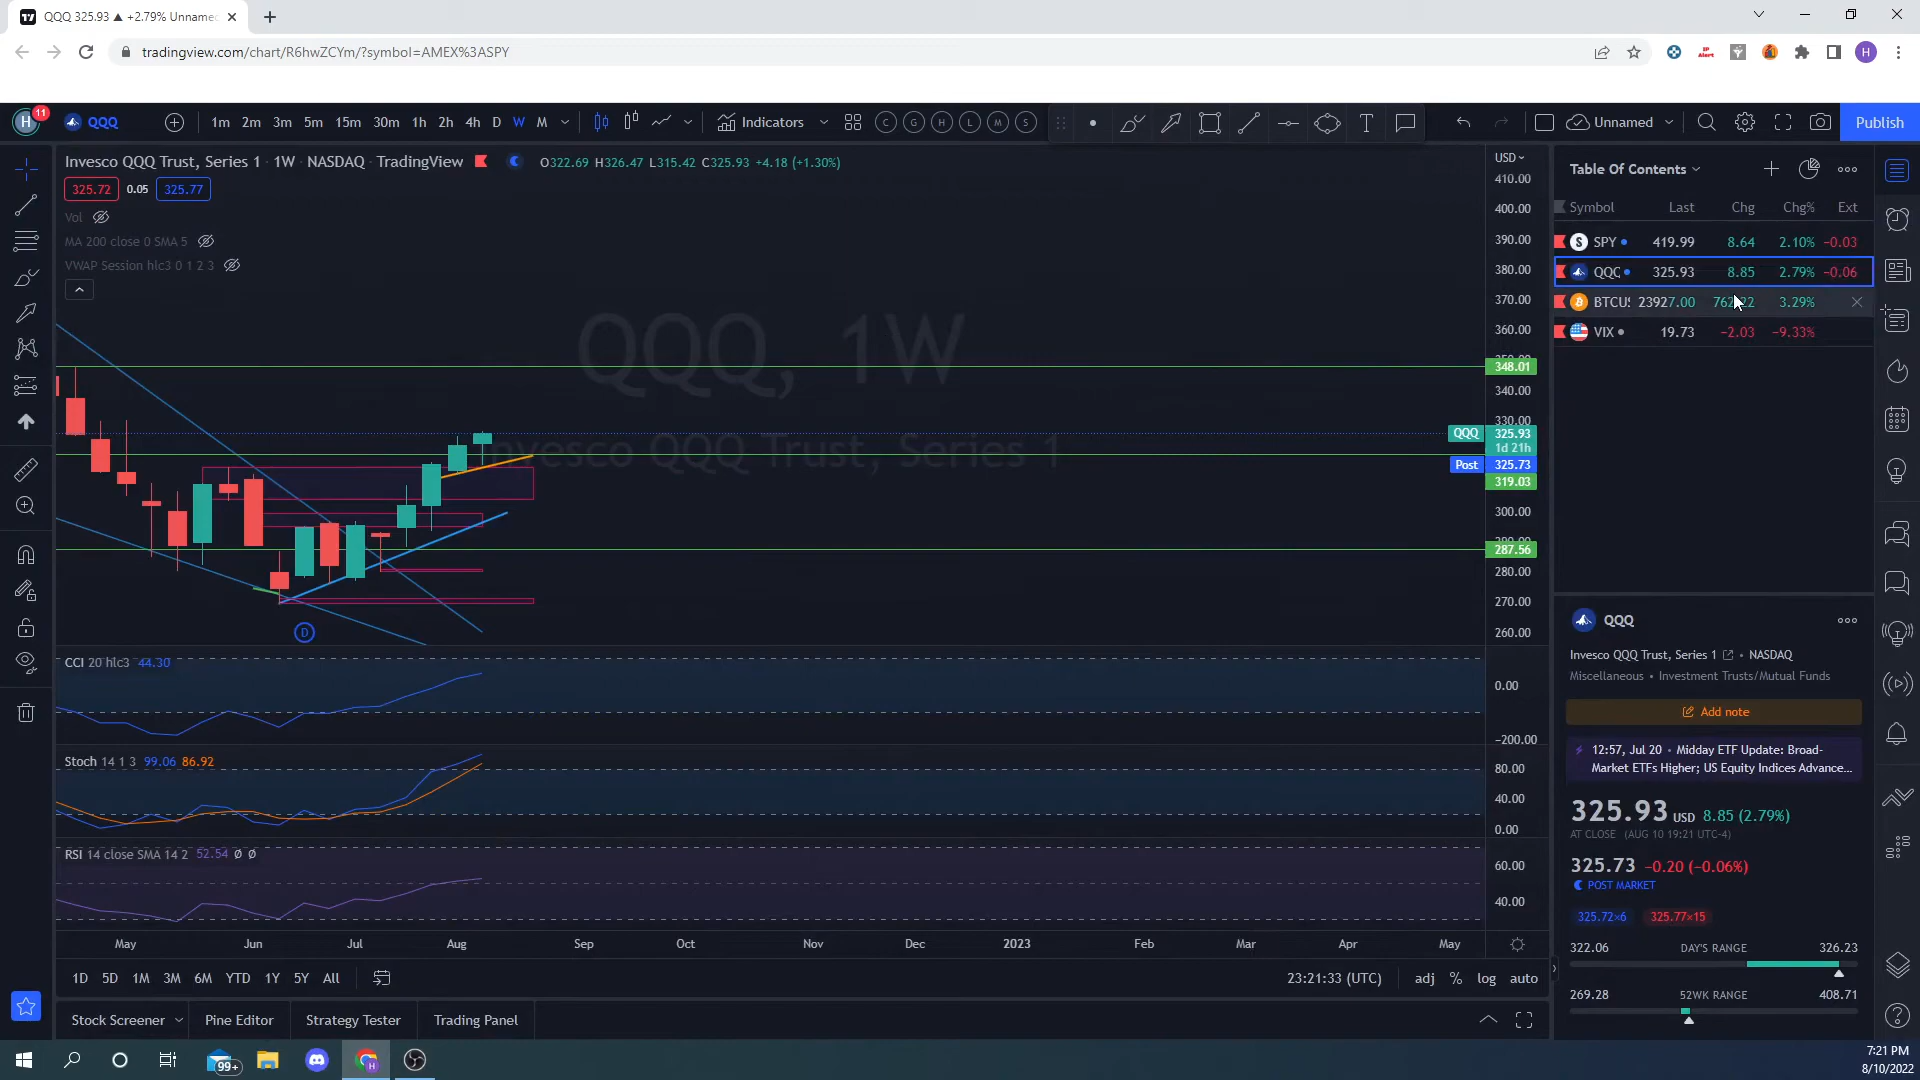 QQQ 325.93 ▲ +2.79% Unnamed
tradingview.com/chart/R6hwZCYm/?symbol=AMEX%3ASPY
IP Alert
H
H 11 QQQ 1m 2m 3m 5m 15m 30m 1h 2h 4h D W M Indicators C G H L M S T Unnamed Publish
Invesco QQQ Trust, Series 1 · 1W · NASDAQ · TradingView O322.69 H326.47 L315.42 C325.93 +4.18 (+1.30%)
325.72 0.05 325.77
Vol
MA 200 close 0 SMA 5
VWAP Session hlc3 0 1 2 3
QQQ, 1W
Invesco QQQ Trust, Series 1
USD
410.00
400.00
390.00
380.00
370.00
360.00
348.01
340.00
330.00
QQQ 325.93
1d 21h
Post 325.73
319.03
300.00
287.56
280.00
270.00
260.00
D
CCI 20 hlc3 44.30
0.00
−200.00
Stoch 14 1 3 99.06 86.92
80.00
40.00
0.00
RSI 14 close SMA 14 2 52.54 Ø Ø
60.00
40.00
May Jun Jul Aug Sep Oct Nov Dec 2023 Feb Mar Apr May
1D 5D 1M 3M 6M YTD 1Y 5Y All 23:21:33 (UTC) adj % log auto
Stock Screener Pine Editor Strategy Tester Trading Panel
Table Of Contents
Symbol Last Chg Chg% Ext
SPY 419.99 8.64 2.10% −0.03
QQQ 325.93 8.85 2.79% −0.06
BTCUS 23927.00 3.29%
VIX 19.73 −2.03 −9.33%
QQQ
Invesco QQQ Trust, Series 1 • NASDAQ
Miscellaneous • Investment Trusts/Mutual Funds
Add note
12:57, Jul 20 • Midday ETF Update: Broad-
Market ETFs Higher; US Equity Indices Advance...
325.93 USD 8.85 (2.79%)
AT CLOSE (AUG 10 19:21 UTC-4)
325.73 −0.20 (−0.06%)
POST MARKET
325.72×6 325.77×15
322.06 DAY'S RANGE 326.23
269.28 52WK RANGE 408.71
99+
7:21 PM
8/10/2022